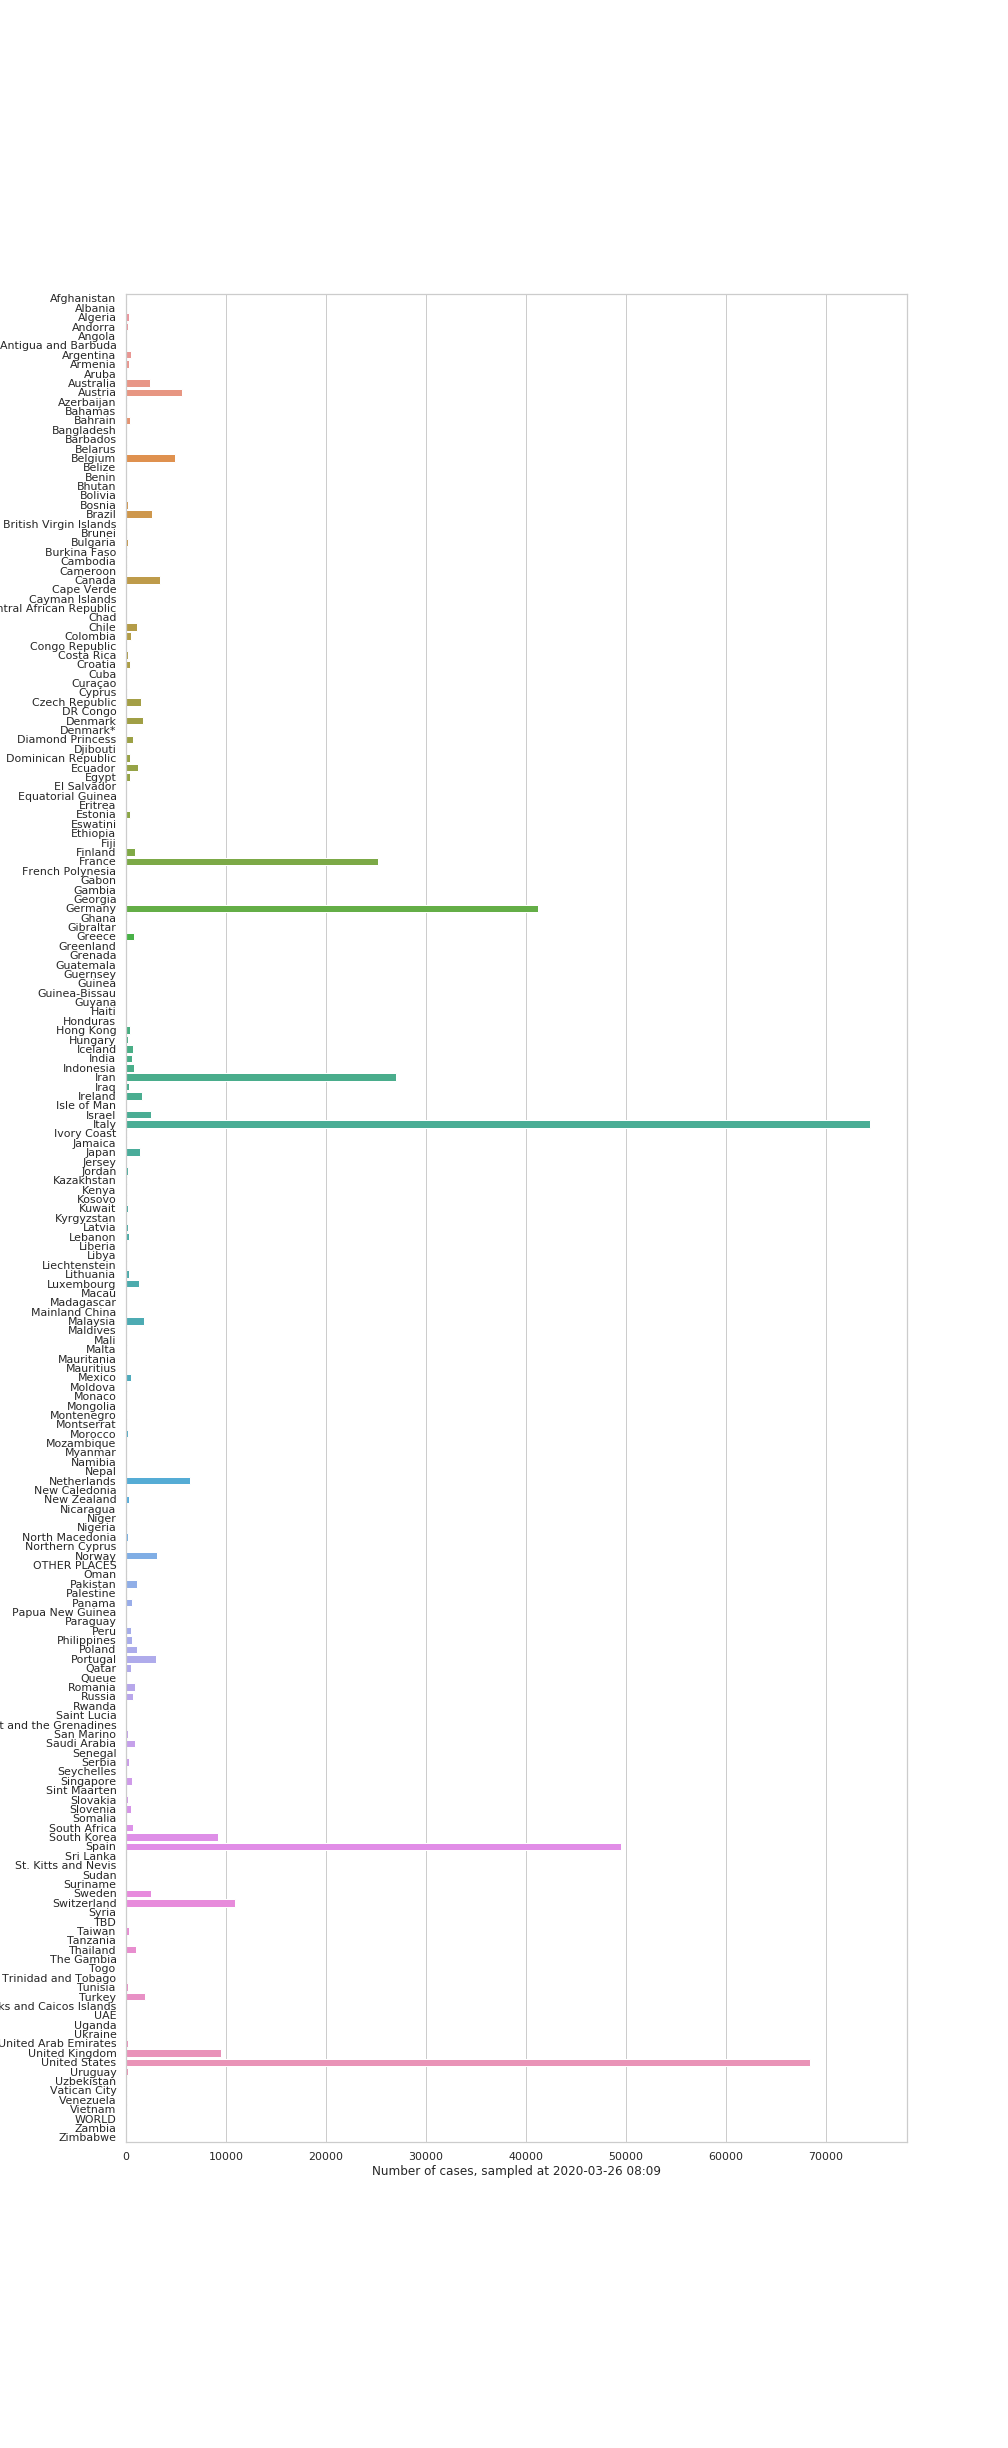 Afghanistan
Albania
Algeria
Andorra
Angola
Antigua and Barbuda
Argentina
Armenia
Aruba
Australia
Austria
Azerbaijan
Bahamas
Bahrain
Bangladesh
Barbados
Belarus
Belgium
Belize
Benin
Bhutan
Bolivia
Bosnia
Brazil
British Virgin Islands
Brunei
Bulgaria
Burkina Faso
Cambodia
Cameroon
Canada
Cape Verde
Cayman Islands
ntral African Republic
Chad
Chile
Colombia
Congo Republic
Costa Rica
Croatia
Cuba
Curaçao
Cyprus
Czech Republic
DR Congo
Denmark
Denmark*
Diamond Princess
Djibouti
Dominican Republic
Ecuador
Egypt
El Salvador
Equatorial Guinea
Eritrea
Estonia
Eswatini
Ethiopia
Fiji
Finland
France
French Polynesia
Gabon
Gambia
Georgia
Germany
Ghana
Gibraltar
Greece
Greenland
Grenada
Guatemala
Guernsey
Guinea
Guinea-Bissau
Guyana
Haiti
Honduras
Hong Kong
Hungary
Iceland
India
Indonesia
Iran
Iraq
Ireland
Isle of Man
Israel
Italy
Ivory Coast
Jamaica
Japan
Jersey
Jordan
Kazakhstan
Kenya
Kosovo
Kuwait
Kyrgyzstan
Latvia
Lebanon
Liberia
Libya
Liechtenstein
Lithuania
Luxembourg
Macau
Madagascar
Mainland China
Malaysia
Maldives
Mali
Malta
Mauritania
Mauritius
Mexico
Moldova
Monaco
Mongolia
Montenegro
Montserrat
Morocco
Mozambique
Myanmar
Namibia
Nepal
Netherlands
New Caledonia
New Zealand
Nicaragua
Niger
Nigeria
North Macedonia
Northern Cyprus
Norway
OTHER PLACES
Oman
Pakistan
Palestine
Panama
Papua New Guinea
Paraguay
Peru
Philippines
Poland
Portugal
Qatar
Queue
Romania
Russia
Rwanda
Saint Lucia
t and the Grenadines
San Marino
Saudi Arabia
Senegal
Serbia
Seychelles
Singapore
Sint Maarten
Slovakia
Slovenia
Somalia
South Africa
South Korea
Spain
Sri Lanka
St. Kitts and Nevis
Sudan
Suriname
Sweden
Switzerland
Syria
TBD
Taiwan
Tanzania
Thailand
The Gambia
Togo
Trinidad and Tobago
Tunisia
Turkey
ks and Caicos Islands
UAE
Uganda
Ukraine
United Arab Emirates
United Kingdom
United States
Uruguay
Uzbekistan
Vatican City
Venezuela
Vietnam
WORLD
Zambia
Zimbabwe
0 10000 20000 30000 40000 50000 60000 70000
Number of cases, sampled at 2020-03-26 08:09